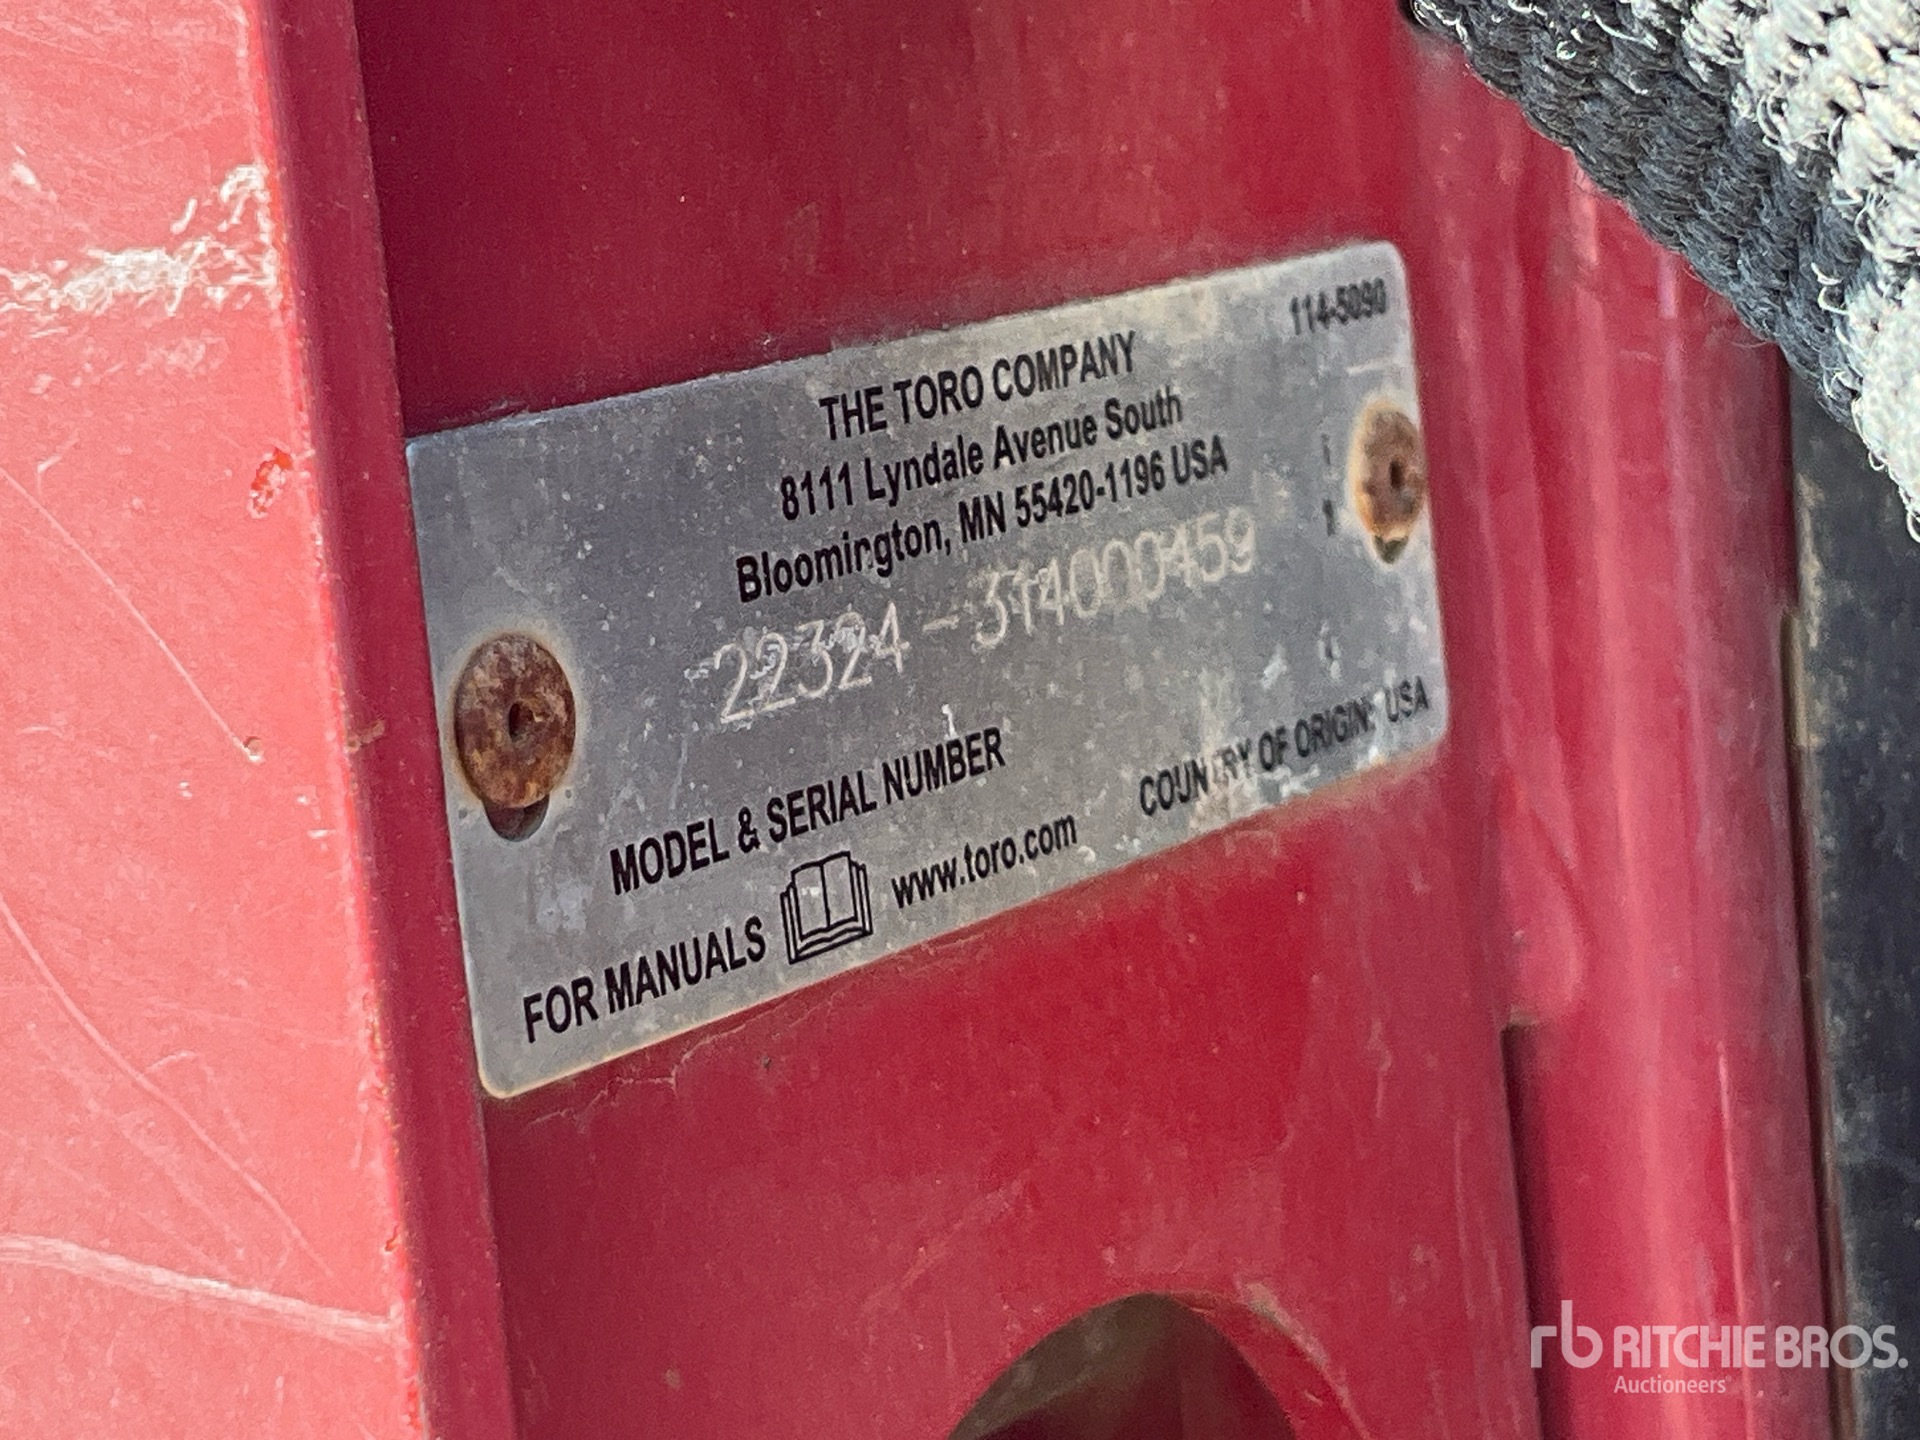 114-5090
THE TORO COMPANY
8111 Lyndale Avenue South
Bloomington, MN 55420-1196 USA
22324-314000459
MODEL & SERIAL NUMBER
FOR MANUALS www.toro.com
COUNTRY OF ORIGIN: USA
rb RITCHIE BROS.
Auctioneers